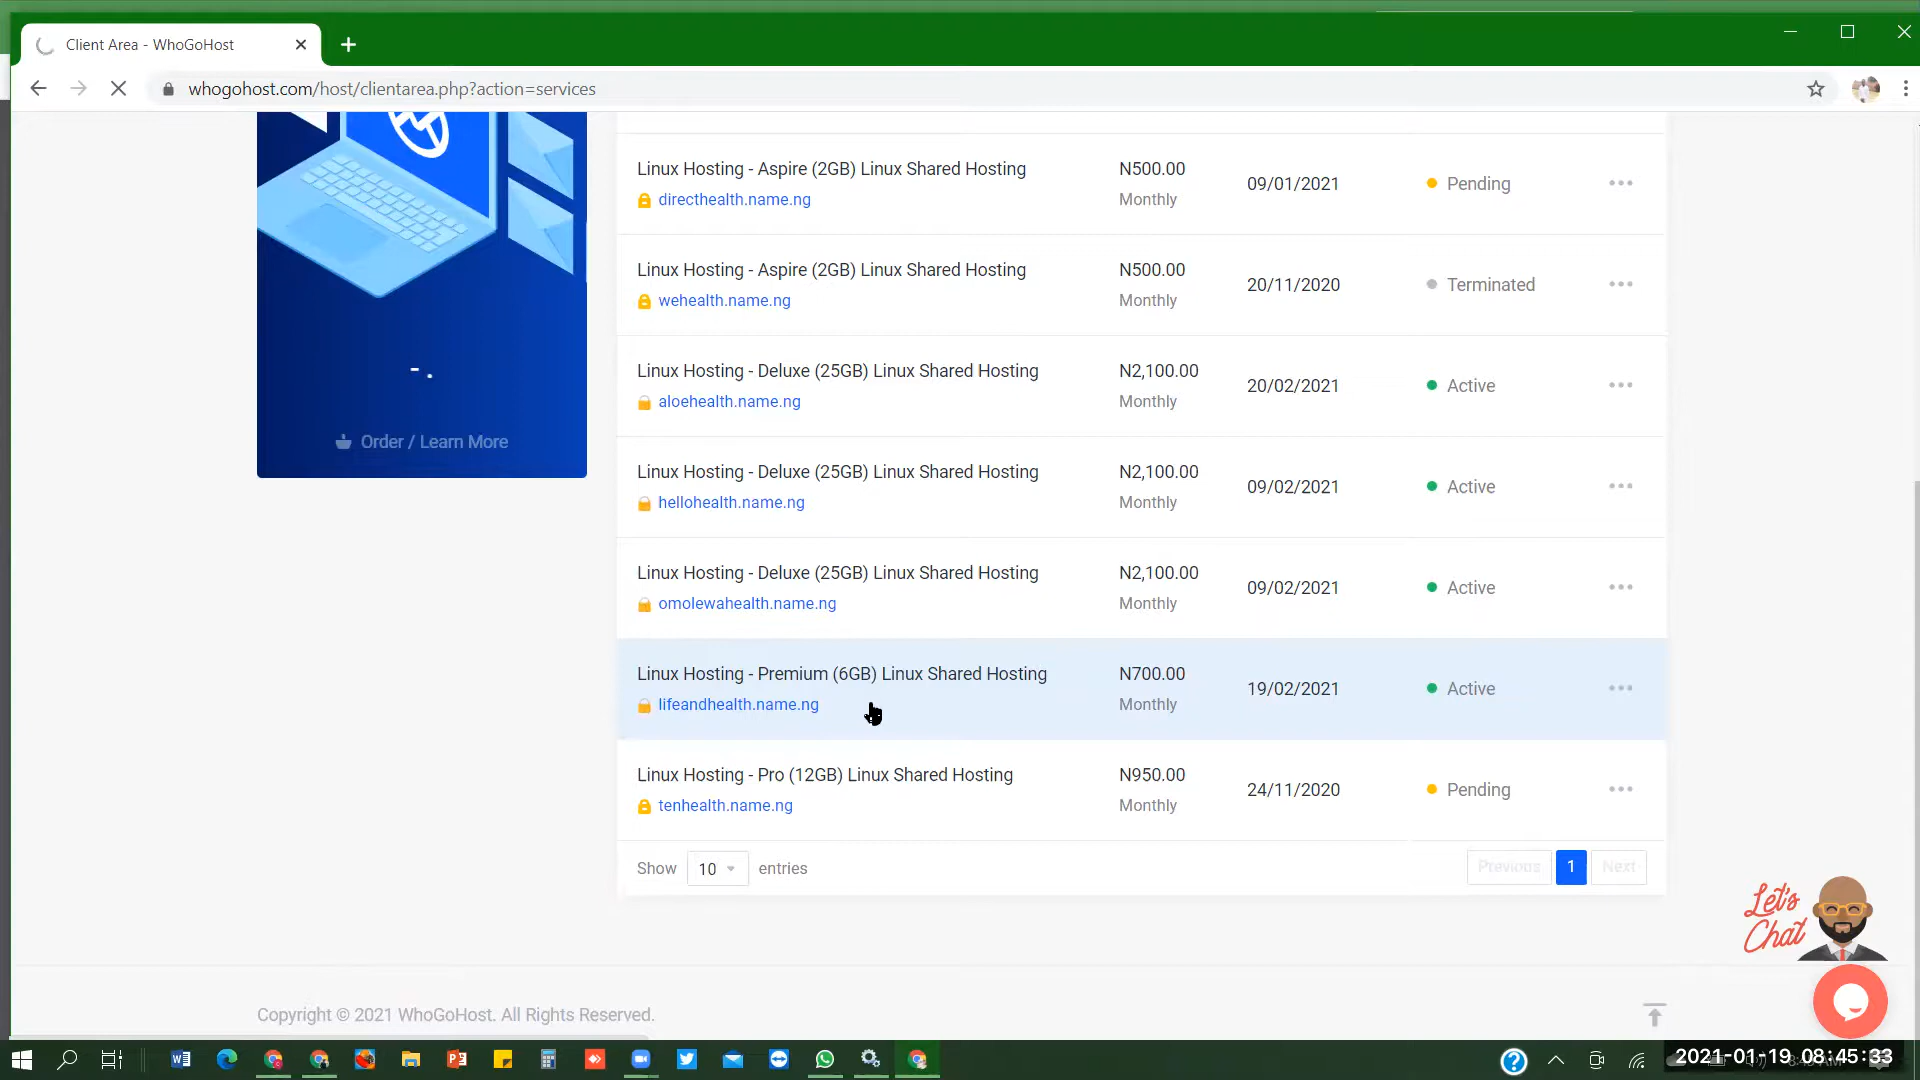 Client Area - WhoGoHost
whogohost.com/host/clientarea.php?action=services
Linux Hosting - Aspire (2GB) Linux Shared Hosting
directhealth.name.ng
N500.00
Monthly
09/01/2021
Pending
Linux Hosting - Aspire (2GB) Linux Shared Hosting
wehealth.name.ng
N500.00
Monthly
20/11/2020
Terminated
Linux Hosting - Deluxe (25GB) Linux Shared Hosting
aloehealth.name.ng
N2,100.00
Monthly
20/02/2021
Active
Linux Hosting - Deluxe (25GB) Linux Shared Hosting
hellohealth.name.ng
N2,100.00
Monthly
09/02/2021
Active
Linux Hosting - Deluxe (25GB) Linux Shared Hosting
omolewahealth.name.ng
N2,100.00
Monthly
09/02/2021
Active
Linux Hosting - Premium (6GB) Linux Shared Hosting
lifeandhealth.name.ng
N700.00
Monthly
19/02/2021
Active
Linux Hosting - Pro (12GB) Linux Shared Hosting
tenhealth.name.ng
N950.00
Monthly
24/11/2020
Pending
Order / Learn More
Show 10 entries
Previous 1 Next
Let's
Chat
Copyright © 2021 WhoGoHost. All Rights Reserved.
2021-01-19 08:45:33